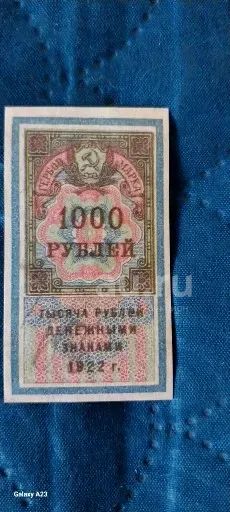 ГЕРБОВАЯ МАРКА
1000
РУБЛЕЙ
ТЫСЯЧА РУБЛЕЙ
ДЕНЕЖНЫМИ
ЗНАКАМИ
1922 г.
Galaxy A23